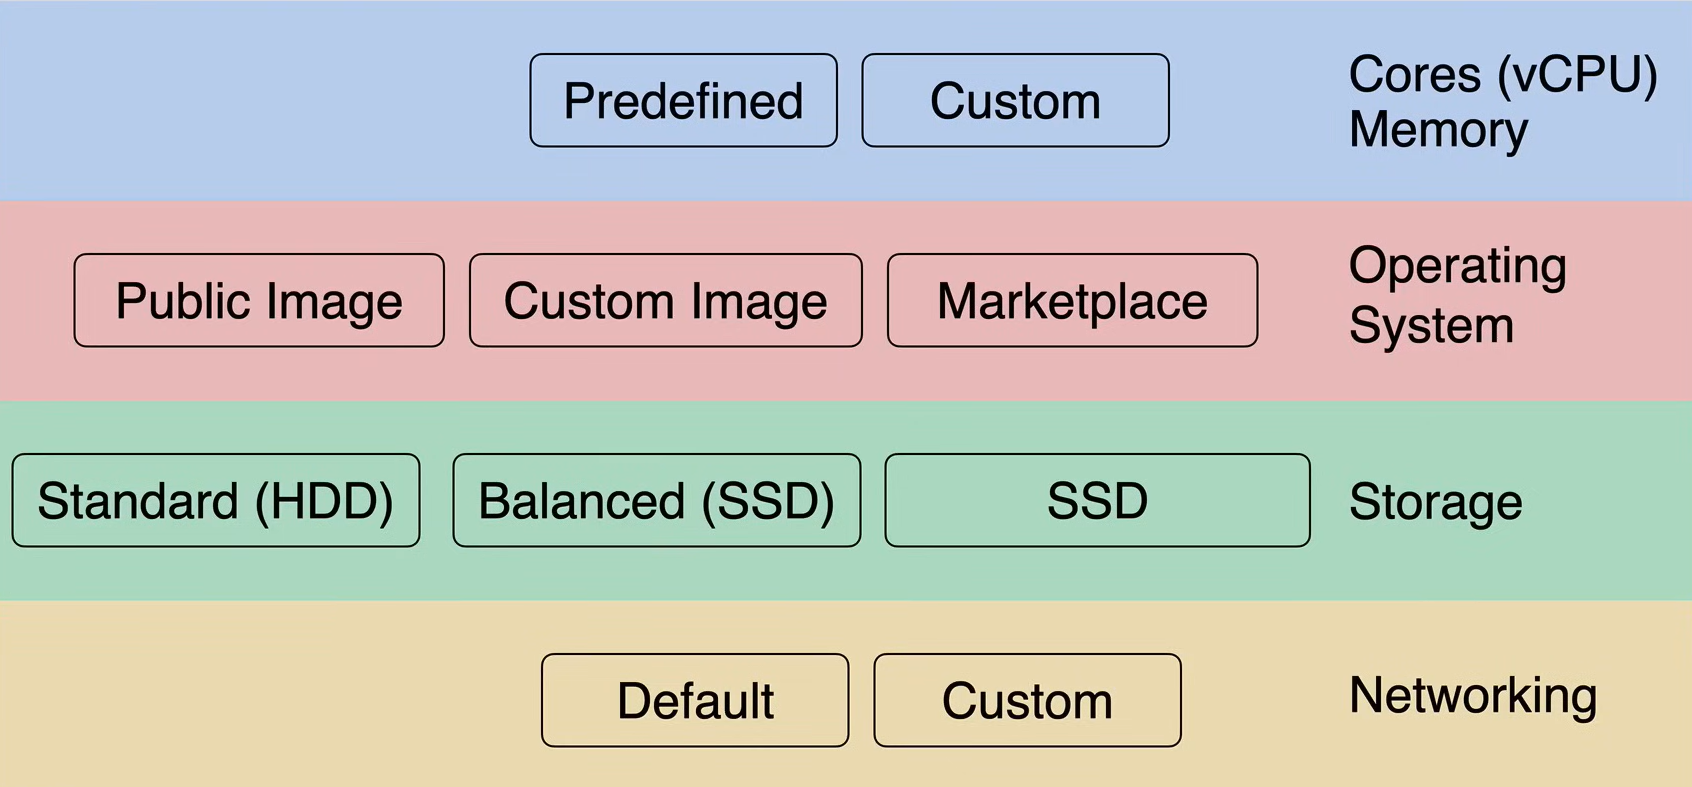 Predefined
Custom
Cores (vCPU)
Memory
Public Image
Custom Image
Marketplace
Operating
System
Standard (HDD)
Balanced (SSD)
SSD
Storage
Default
Custom
Networking